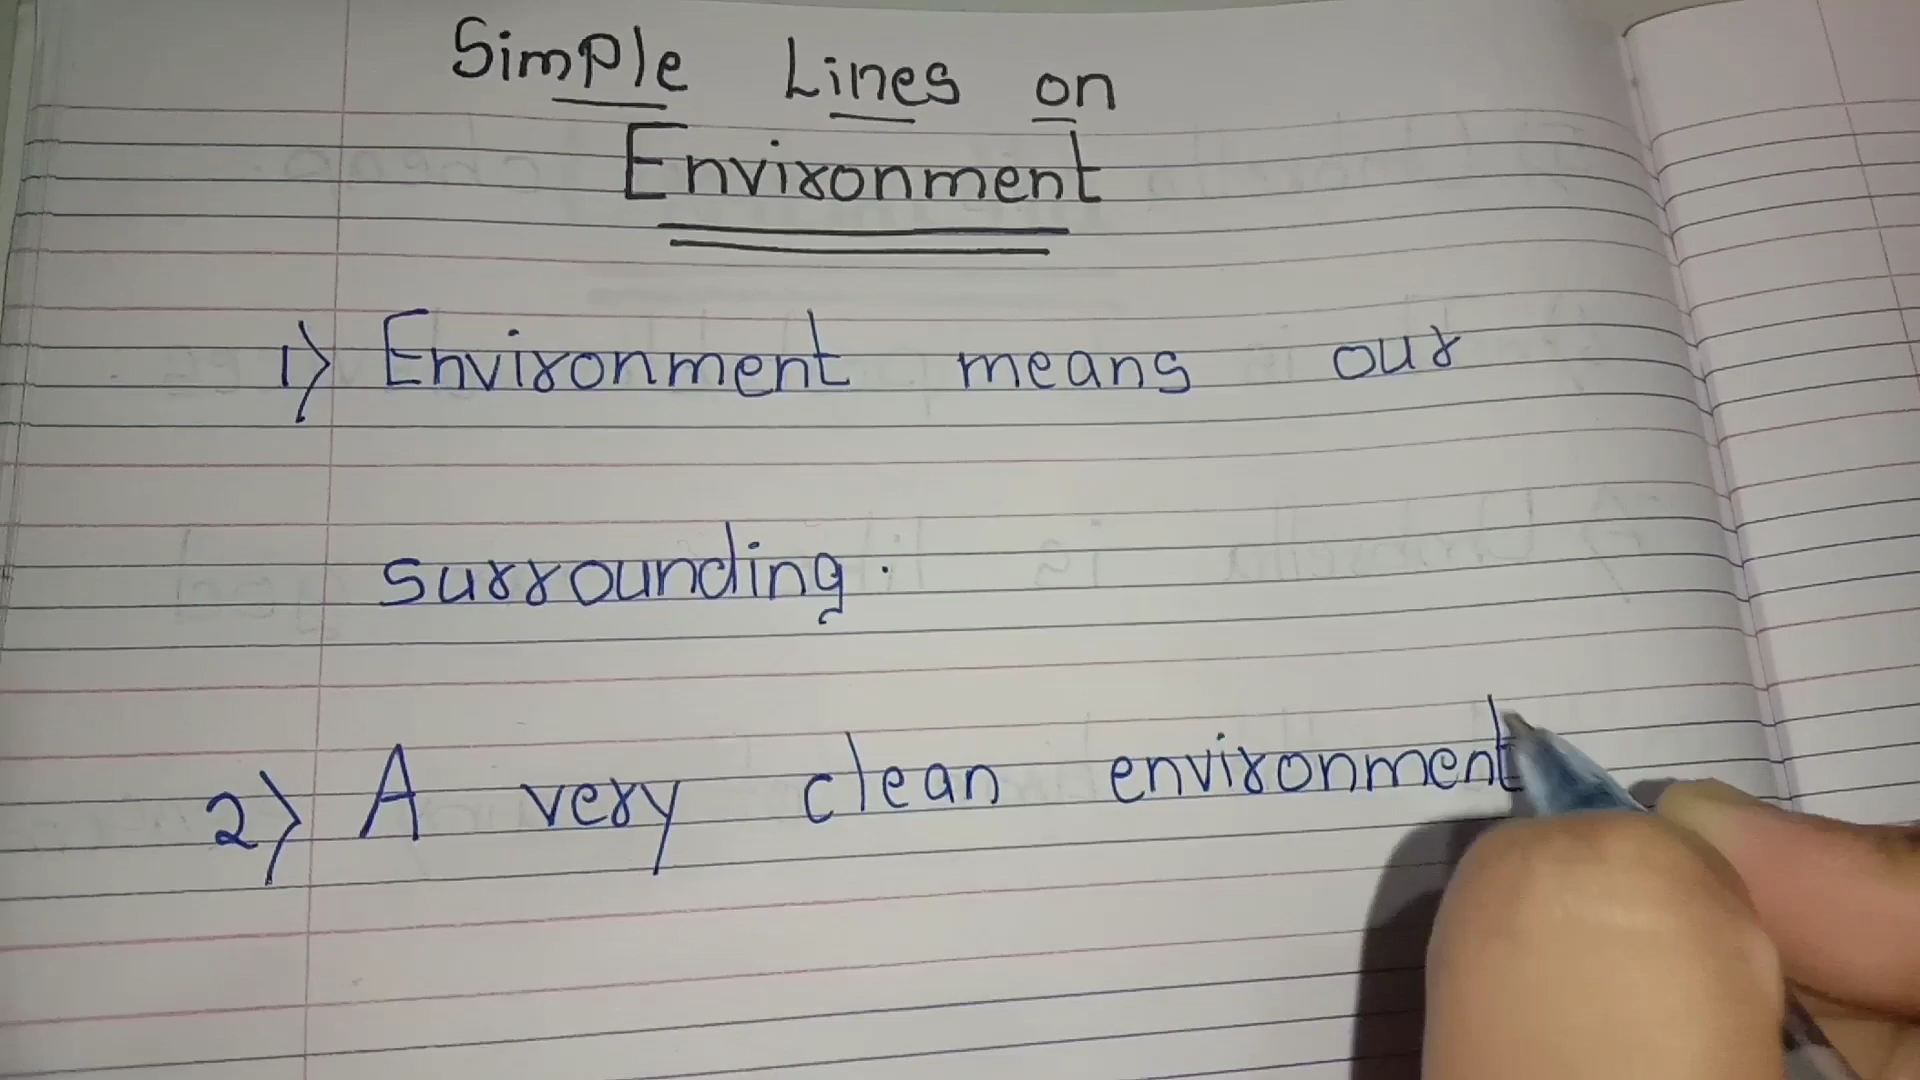 Simple Lines on
Environment
1) Environment means our
surrounding.
2) A very clean environment